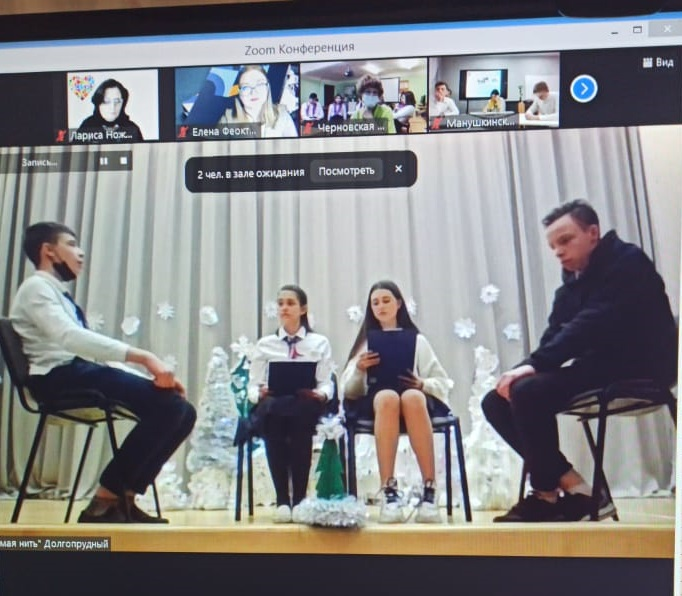 Zoom Конференция
Вид
Лариса Нож...
Елена Феокт...
Черновская ...
Манушкинск...
Запись...
2 чел. в зале ожидания
Посмотреть
мая нить" Долгопрудный